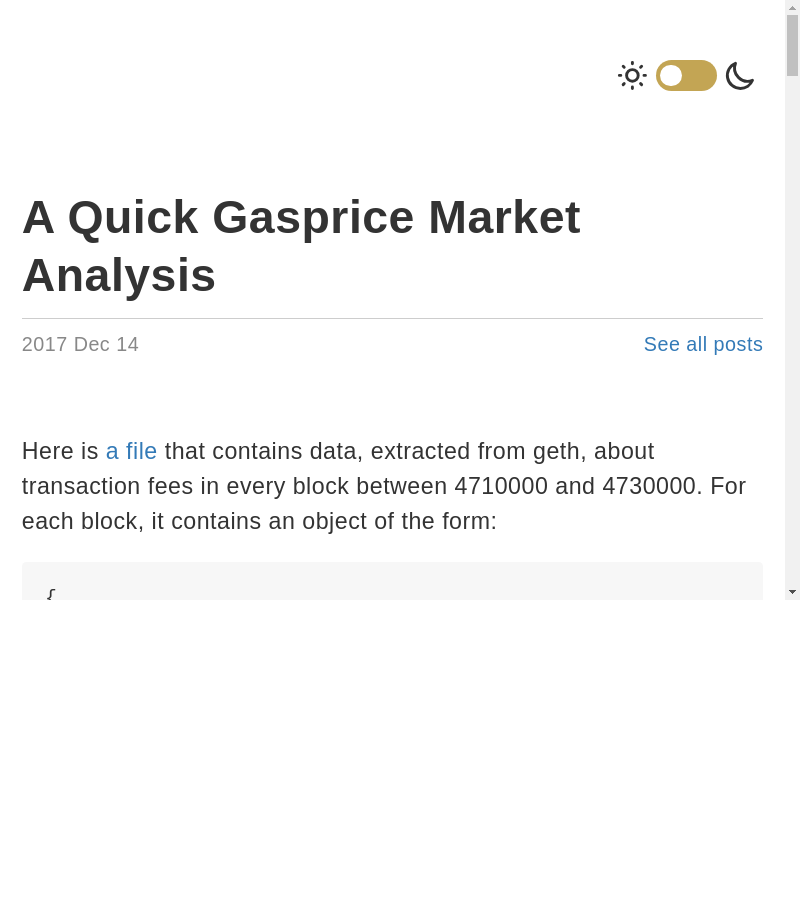 A Quick Gasprice Market
Analysis
2017 Dec 14
See all posts
Here is a file that contains data, extracted from geth, about
transaction fees in every block between 4710000 and 4730000. For
each block, it contains an object of the form:
{